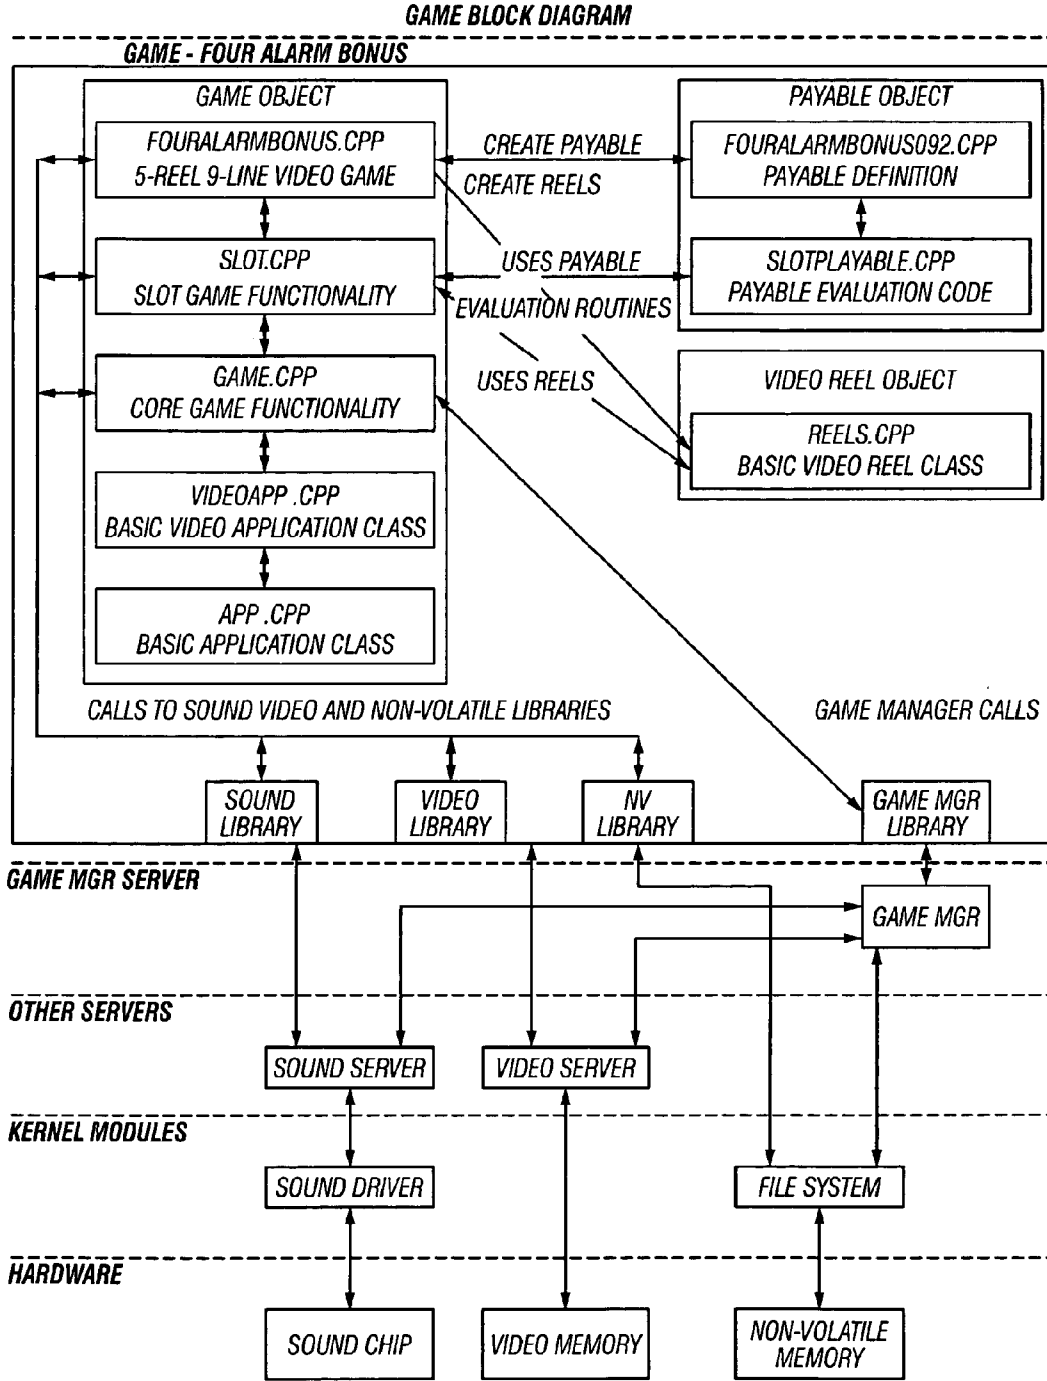 GAME BLOCK DIAGRAM
GAME - FOUR ALARM BONUS
GAME OBJECT
FOURALARMBONUS.CPP
5-REEL 9-LINE VIDEO GAME
SLOT.CPP
SLOT GAME FUNCTIONALITY
GAME.CPP
CORE GAME FUNCTIONALITY
VIDEOAPP .CPP
BASIC VIDEO APPLICATION CLASS
APP .CPP
BASIC APPLICATION CLASS
CREATE PAYABLE
CREATE REELS
USES PAYABLE
EVALUATION ROUTINES
USES REELS
PAYABLE OBJECT
FOURALARMBONUS092.CPP
PAYABLE DEFINITION
SLOTPLAYABLE.CPP
PAYABLE EVALUATION CODE
VIDEO REEL OBJECT
REELS.CPP
BASIC VIDEO REEL CLASS
CALLS TO SOUND VIDEO AND NON-VOLATILE LIBRARIES
GAME MANAGER CALLS
SOUND
LIBRARY
VIDEO
LIBRARY
NV
LIBRARY
GAME MGR
LIBRARY
GAME MGR SERVER
GAME MGR
OTHER SERVERS
SOUND SERVER
VIDEO SERVER
KERNEL MODULES
SOUND DRIVER
FILE SYSTEM
HARDWARE
SOUND CHIP
VIDEO MEMORY
NON-VOLATILE
MEMORY